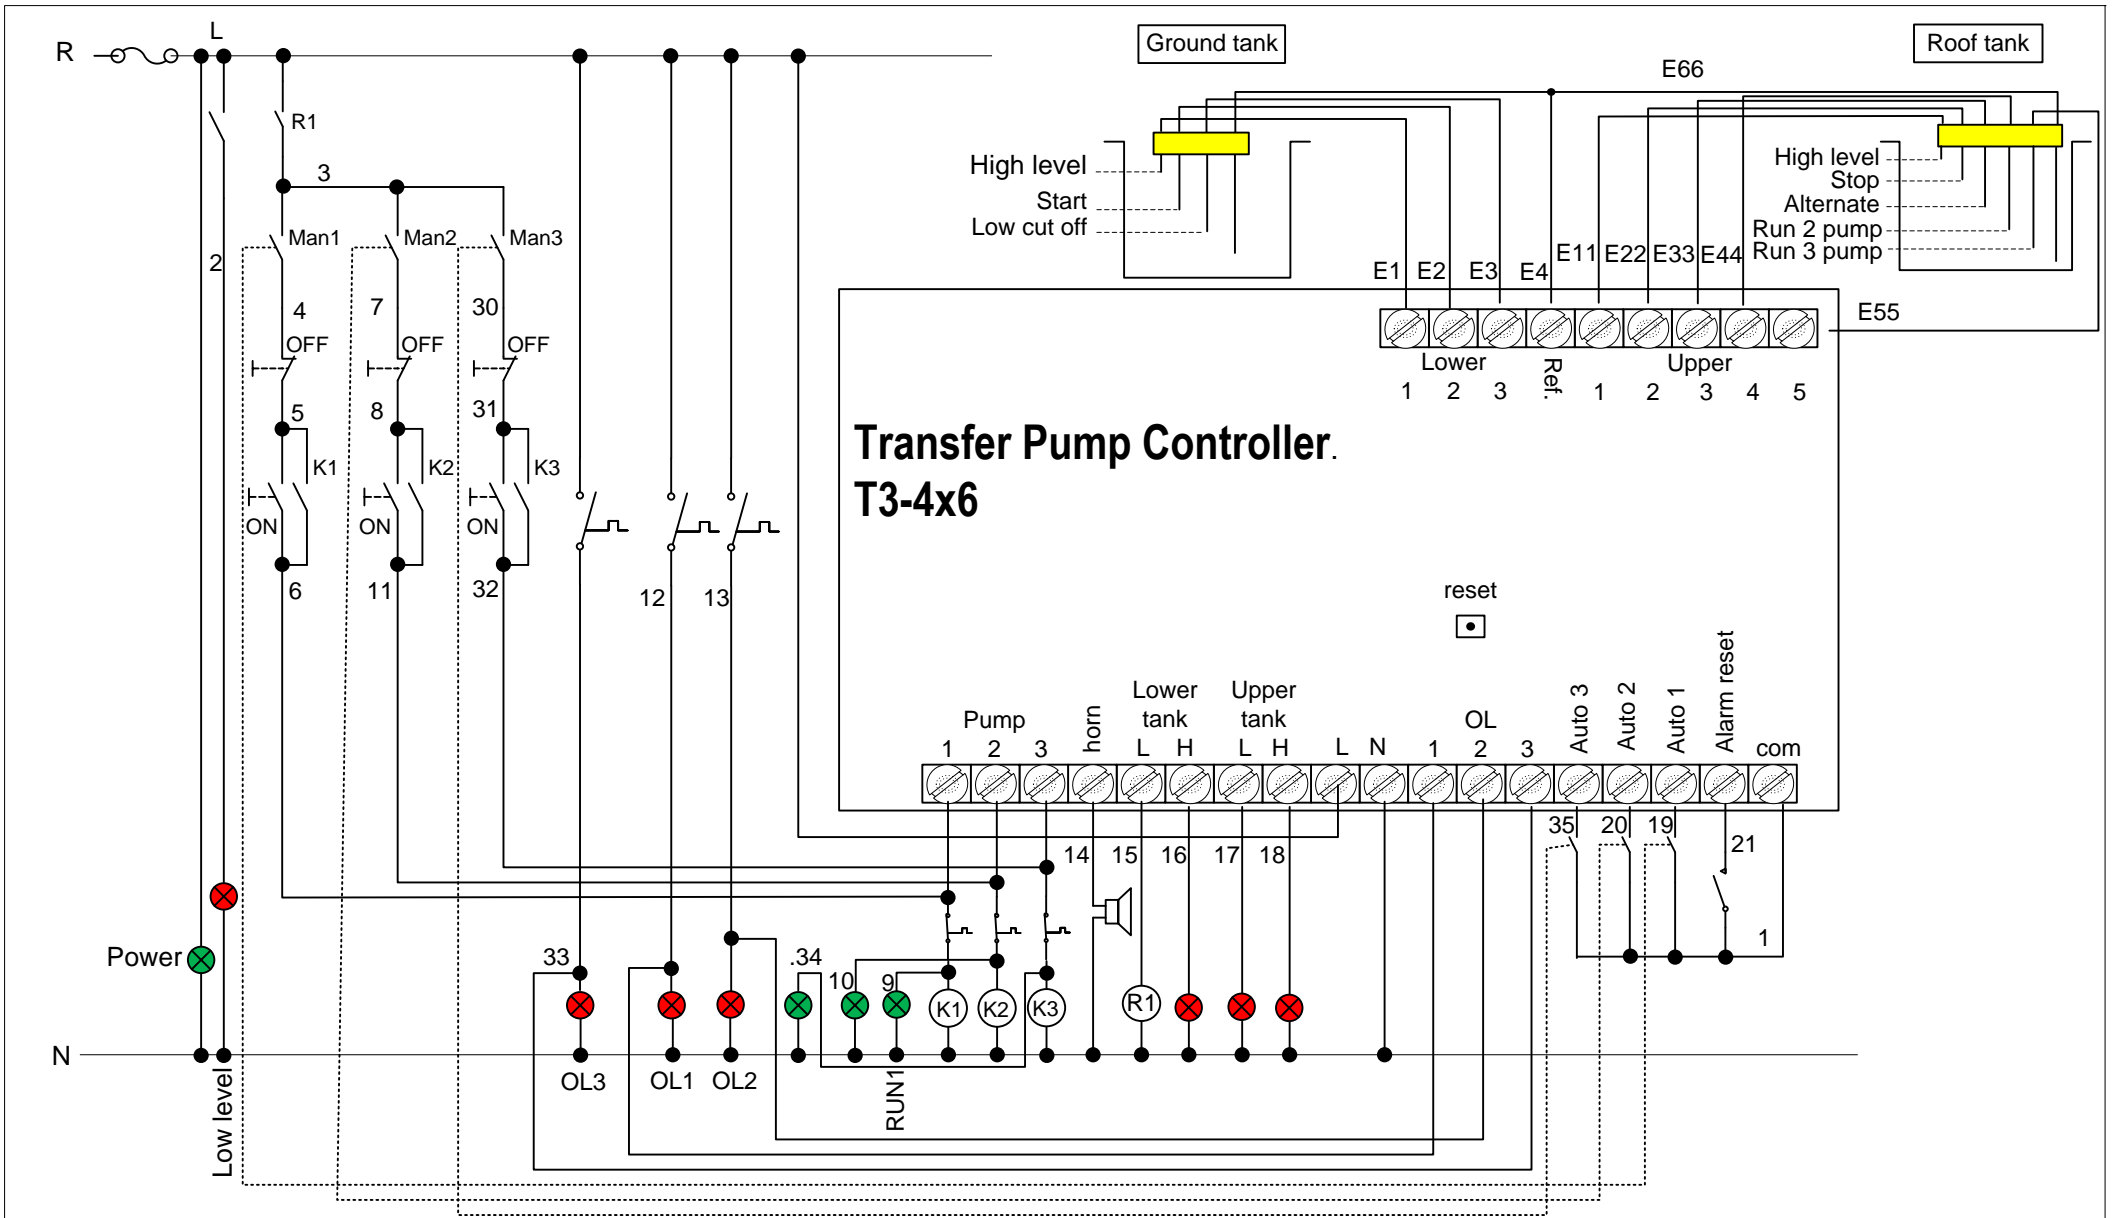 L
R
Ground tank
Roof tank
E66
R1
3
High level
Start
Low cut off
High level
Stop
Alternate
Run 2 pump
Run 3 pump
Man1
Man2
Man3
2
E1
E2
E3
E4
E11
E22
E33
E44
E55
4
7
30
OFF
OFF
OFF
Lower
Ref.
Upper
1
2
3
1
2
3
4
5
5
8
31
Transfer Pump Controller.
T3-4x6
K1
K2
K3
ON
ON
ON
6
11
32
12
13
reset
Pump
horn
Lower
tank
Upper
tank
OL
Auto 3
Auto 2
Auto 1
Alarm reset
1
2
3
L
H
L
H
L
N
1
2
3
com
35
20
19
21
14
15
16
17
18
1
Power
33
.34
10
9
K1
K2
K3
R1
N
Low level
OL3
OL1
OL2
RUN1